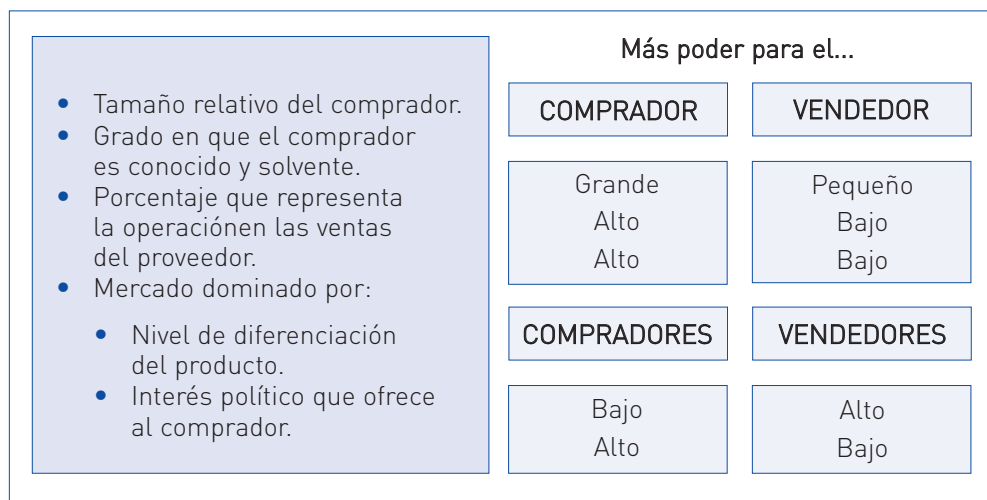 Más poder para el...
• Tamaño relativo del comprador.
• Grado en que el comprador
es conocido y solvente.
• Porcentaje que representa
la operaciónen las ventas
del proveedor.
• Mercado dominado por:
• Nivel de diferenciación
del producto.
• Interés político que ofrece
al comprador.
COMPRADOR
Grande
Alto
Alto
COMPRADORES
Bajo
Alto
VENDEDOR
Pequeño
Bajo
Bajo
VENDEDORES
Alto
Bajo